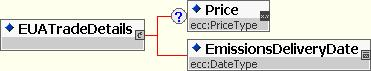 Price
?
ecc:PriceType
EUATradeDetails
EmissionsDeliveryDate
ecc:DateType